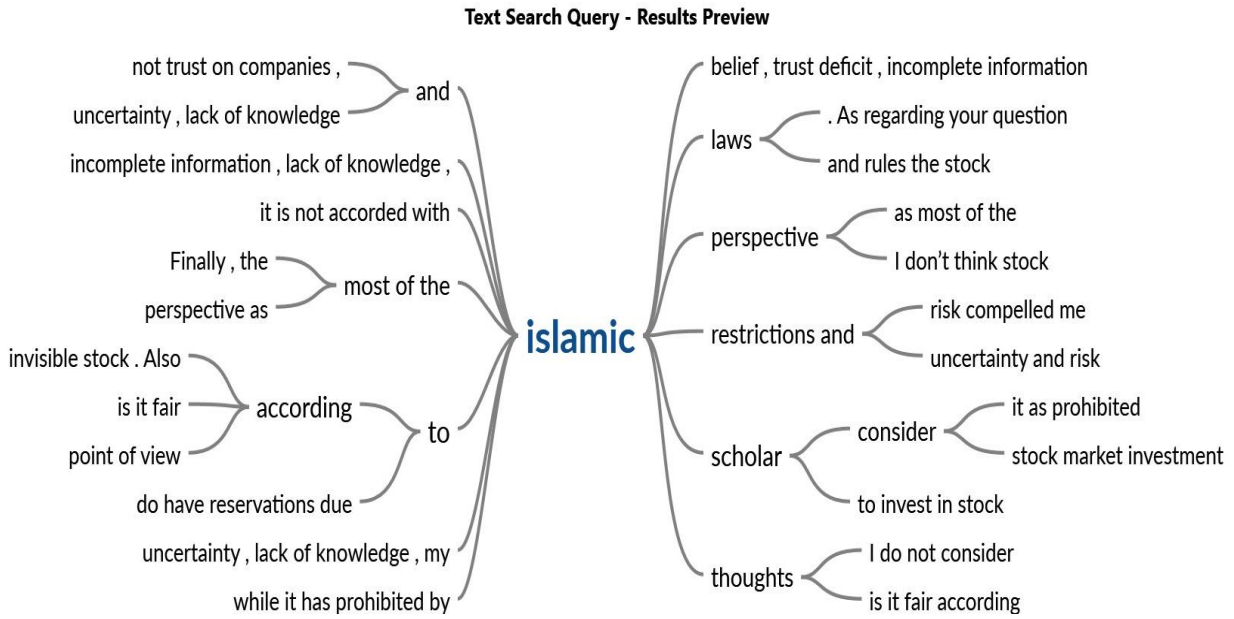 Text Search Query - Results Preview
not trust on companies ,
uncertainty , lack of knowledge
and
incomplete information , lack of knowledge ,
it is not accorded with
Finally , the
perspective as
most of the
invisible stock . Also
is it fair
point of view
according
do have reservations due
to
uncertainty , lack of knowledge , my
while it has prohibited by
islamic
belief , trust deficit , incomplete information
laws
. As regarding your question
and rules the stock
perspective
as most of the
I don’t think stock
restrictions and
risk compelled me
uncertainty and risk
scholar
consider
it as prohibited
stock market investment
to invest in stock
thoughts
I do not consider
is it fair according